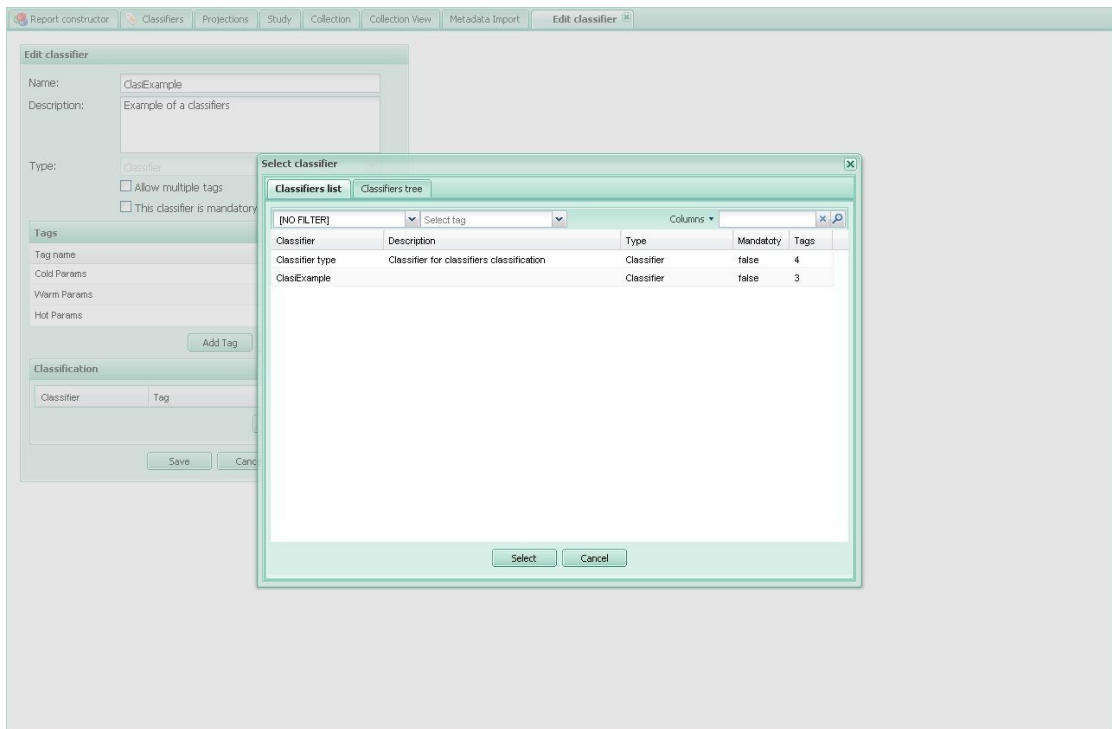 Report constructor Classifiers Projections Study Collection Collection View Metadata Import Edit classifier
Edit classifier
Name: ClasiExample
Description: Example of a classifiers
Type: Classifier
Allow multiple tags
This classifier is mandatory
Tags
Tag name
Cold Params
Warm Params
Hot Params
Add Tag
Classification
Classifier Tag
Save
Select classifier
Classifiers list Classifiers tree
[NO FILTER] Select tag Columns
Classifier Description Type Mandatoty Tags
Classifier type Classifier for classifiers classification Classifier false 4
ClasiExample Classifier false 3
Select Cancel